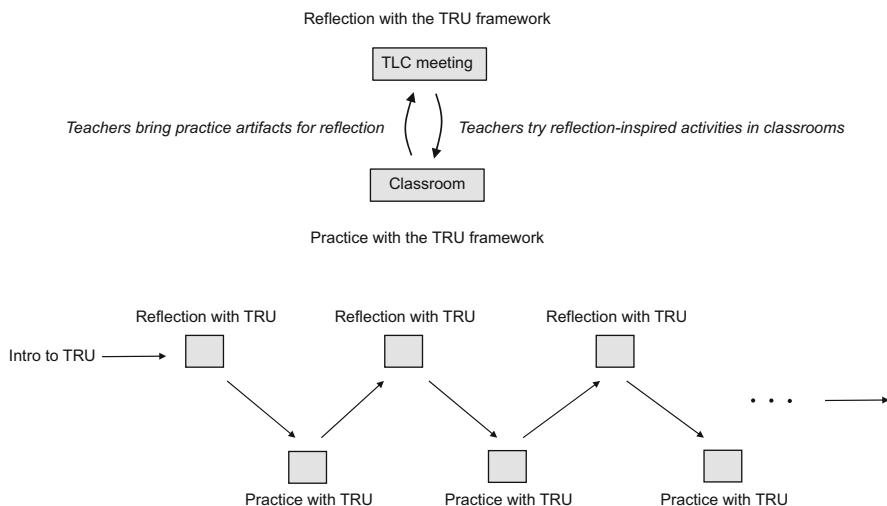 Reflection with the TRU framework
TLC meeting
Teachers bring practice artifacts for reflection
Teachers try reflection-inspired activities in classrooms
Classroom
Practice with the TRU framework
Reflection with TRU
Reflection with TRU
Reflection with TRU
Intro to TRU
. . .
Practice with TRU
Practice with TRU
Practice with TRU